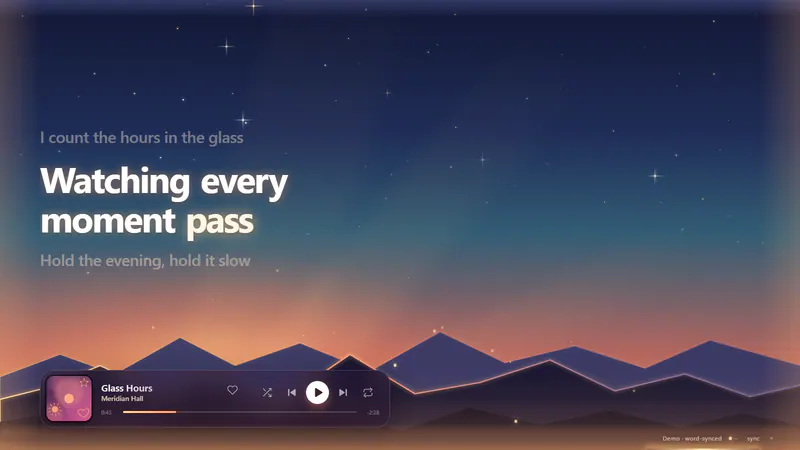 I count the hours in the glass
Watching every
moment pass
Hold the evening, hold it slow
Glass Hours
Meridian Hall
0:43
-2:28
Demo · word-synced
sync